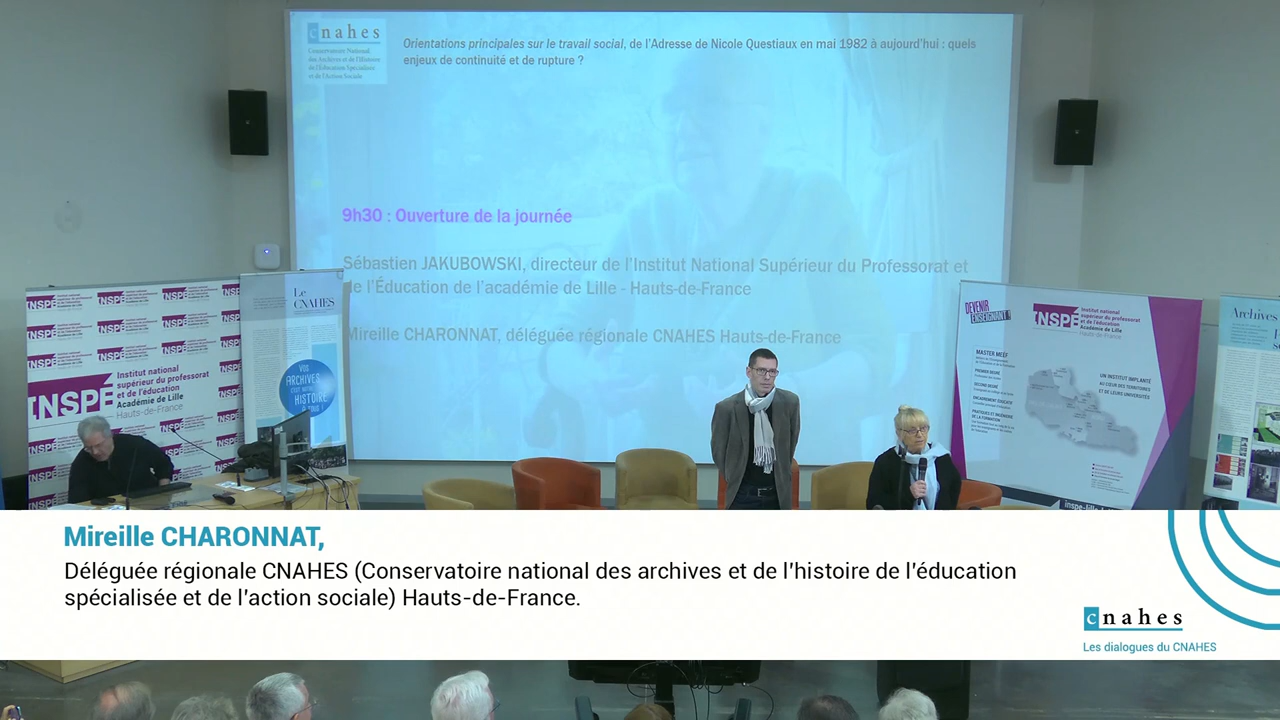 cnahes
Conservatoire National
des Archives et de l'Histoire
de l'Éducation Spécialisée
et de l'Action Sociale
Orientations principales sur le travail social, de l'Adresse de Nicole Questiaux en mai 1982 à aujourd'hui : quels
enjeux de continuité et de rupture ?
9h30 : Ouverture de la journée
Sébastien JAKUBOWSKI, directeur de l'Institut National Supérieur du Professorat et
de l'Éducation de l'académie de Lille - Hauts-de-France
Mireille CHARONNAT, déléguée régionale CNAHES Hauts-de-France
INSPÉ
Institut national
supérieur du professorat
et de l'éducation
Académie de Lille
Hauts-de-France
Le
CNAHES
VOS
ARCHIVES
C'EST NOTRE
HISTOIRE
À TOUS !
DEVENIR
ENSEIGNANT !
INSPÉ
Institut national
supérieur du professorat
et de l'éducation
Académie de Lille
Hauts-de-France
MASTER MEEF
PREMIER DEGRÉ
SECOND DEGRÉ
ENCADREMENT ÉDUCATIF
PRATIQUES ET INGÉNIERIE
DE LA FORMATION
UN INSTITUT IMPLANTÉ
AU CŒUR DES TERRITOIRES
ET DE LEURS UNIVERSITÉS
Archives
Mireille CHARONNAT,
Déléguée régionale CNAHES (Conservatoire national des archives et de l'histoire de l'éducation
spécialisée et de l'action sociale) Hauts-de-France.
cnahes
Les dialogues du CNAHES